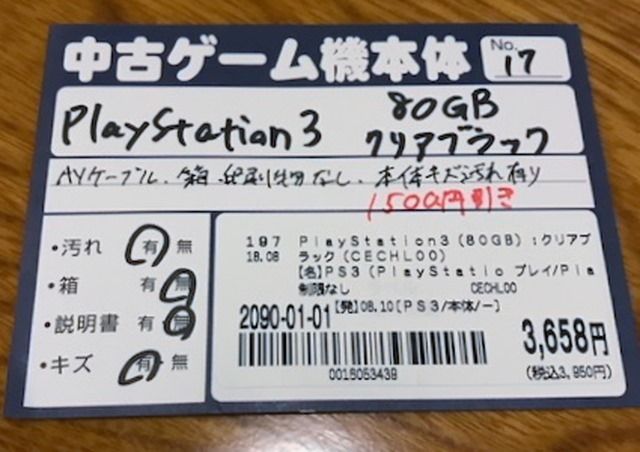 中古ゲーム機本体
No.
17
PlayStation3
80GB
クリアブラック
AVケーブル、箱、印刷物なし、本体キズ汚れ有り
1500円引き
・汚れ 有 無
・箱 有 無
・説明書 有 無
・キズ 有 無
197 PlayStation3(80GB):クリアブ
18.08 ラック(CECHL00)
【名】PS3(PlayStatio プレイ/Pla
制限なし CECHL00
2090-01-01 【発】08.10[PS3/本体/ー]
3,658円
0015053439
(税込3,950円)